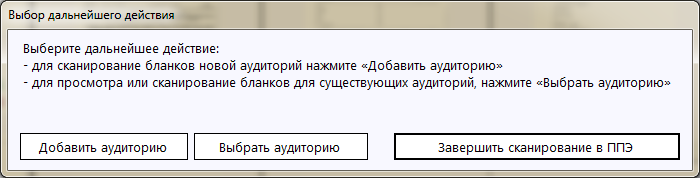 Выбор дальнейшего действия
Выберите дальнейшее действие:
- для сканирование бланков новой аудиторий нажмите «Добавить аудиторию»
- для просмотра или сканирование бланков для существующих аудиторий, нажмите «Выбрать аудиторию»
Добавить аудиторию Выбрать аудиторию Завершить сканирование в ППЭ